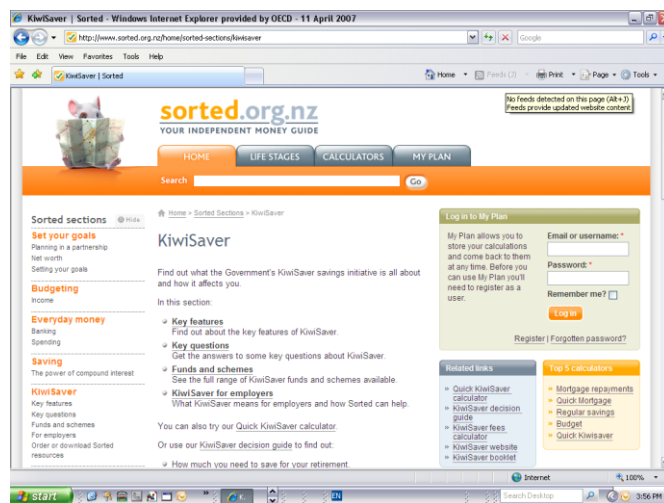 KiwiSaver | Sorted - Windows Internet Explorer provided by OECD - 11 April 2007
http://www.sorted.org.nz/home/sorted-sections/kiwisaver
Google
File Edit View Favorites Tools Help
KiwiSaver | Sorted
Home Feeds (J) Print Page Tools
No feeds detected on this page (Alt+J)
Feeds provide updated website content
sorted.org.nz
YOUR INDEPENDENT MONEY GUIDE
HOME LIFE STAGES CALCULATORS MY PLAN
Search Go
Sorted sections Hide
Set your goals
Planning in a partnership
Net worth
Setting your goals
Budgeting
Income
Everyday money
Banking
Spending
Saving
The power of compound interest
KiwiSaver
Key features
Key questions
Funds and schemes
For employers
Order or download Sorted
resources
Home » Sorted Sections » KiwiSaver
KiwiSaver
Find out what the Government's KiwiSaver savings initiative is all about
and how it affects you.
In this section:
Key features
Find out about the key features of KiwiSaver.
Key questions
Get the answers to some key questions about KiwiSaver.
Funds and schemes
See the full range of KiwiSaver funds and schemes available.
KiwiSaver for employers
What KiwiSaver means for employers and how Sorted can help.
You can also try our Quick KiwiSaver calculator.
Or use our KiwiSaver decision guide to find out:
How much you need to save for your retirement.
Log in to My Plan
My Plan allows you to
store your calculations
and come back to them
at any time. Before you
can use My Plan you'll
need to register as a
user.
Email or username: *
Password: *
Remember me?
Log in
Register | Forgotten password?
Related links
» Quick KiwiSaver
calculator
» KiwiSaver decision
guide
» KiwiSaver fees
calculator
» KiwiSaver website
» KiwiSaver booklet
Top 5 calculators
» Mortgage repayments
» Quick Mortgage
» Regular savings
» Budget
» Quick Kiwisaver
Internet 100%
start EN Search Desktop 3:56 PM